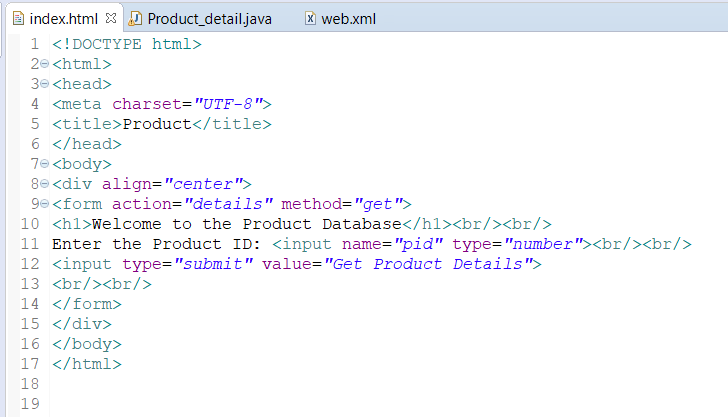 index.html Product_detail.java web.xml
1 <!DOCTYPE html>
2 <html>
3 <head>
4 <meta charset="UTF-8">
5 <title>Product</title>
6 </head>
7 <body>
8 <div align="center">
9 <form action="details" method="get">
10 <h1>Welcome to the Product Database</h1><br/><br/>
11 Enter the Product ID: <input name="pid" type="number"><br/><br/>
12 <input type="submit" value="Get Product Details">
13 <br/><br/>
14 </form>
15 </div>
16 </body>
17 </html>
18
19